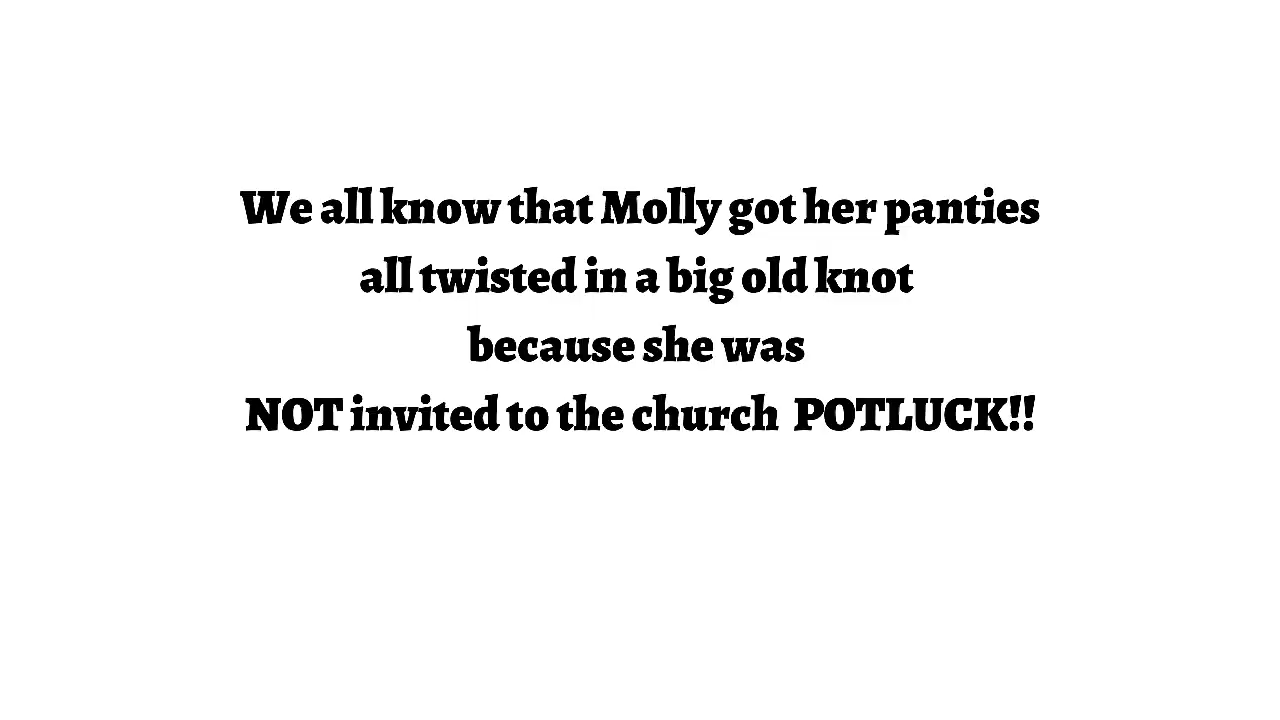 We all know that Molly got her panties
all twisted in a big old knot
because she was
NOT invited to the church POTLUCK!!